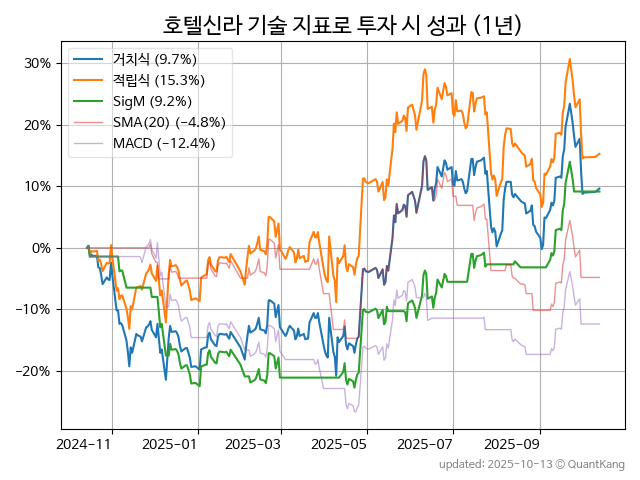 호텔신라 기술 지표로 투자 시 성과 (1년)
거치식 (9.7%)
적립식 (15.3%)
SigM (9.2%)
SMA(20) (−4.8%)
MACD (−12.4%)
30%
20%
10%
0%
−10%
−20%
2024-11 2025-01 2025-03 2025-05 2025-07 2025-09
updated: 2025-10-13 © QuantKang